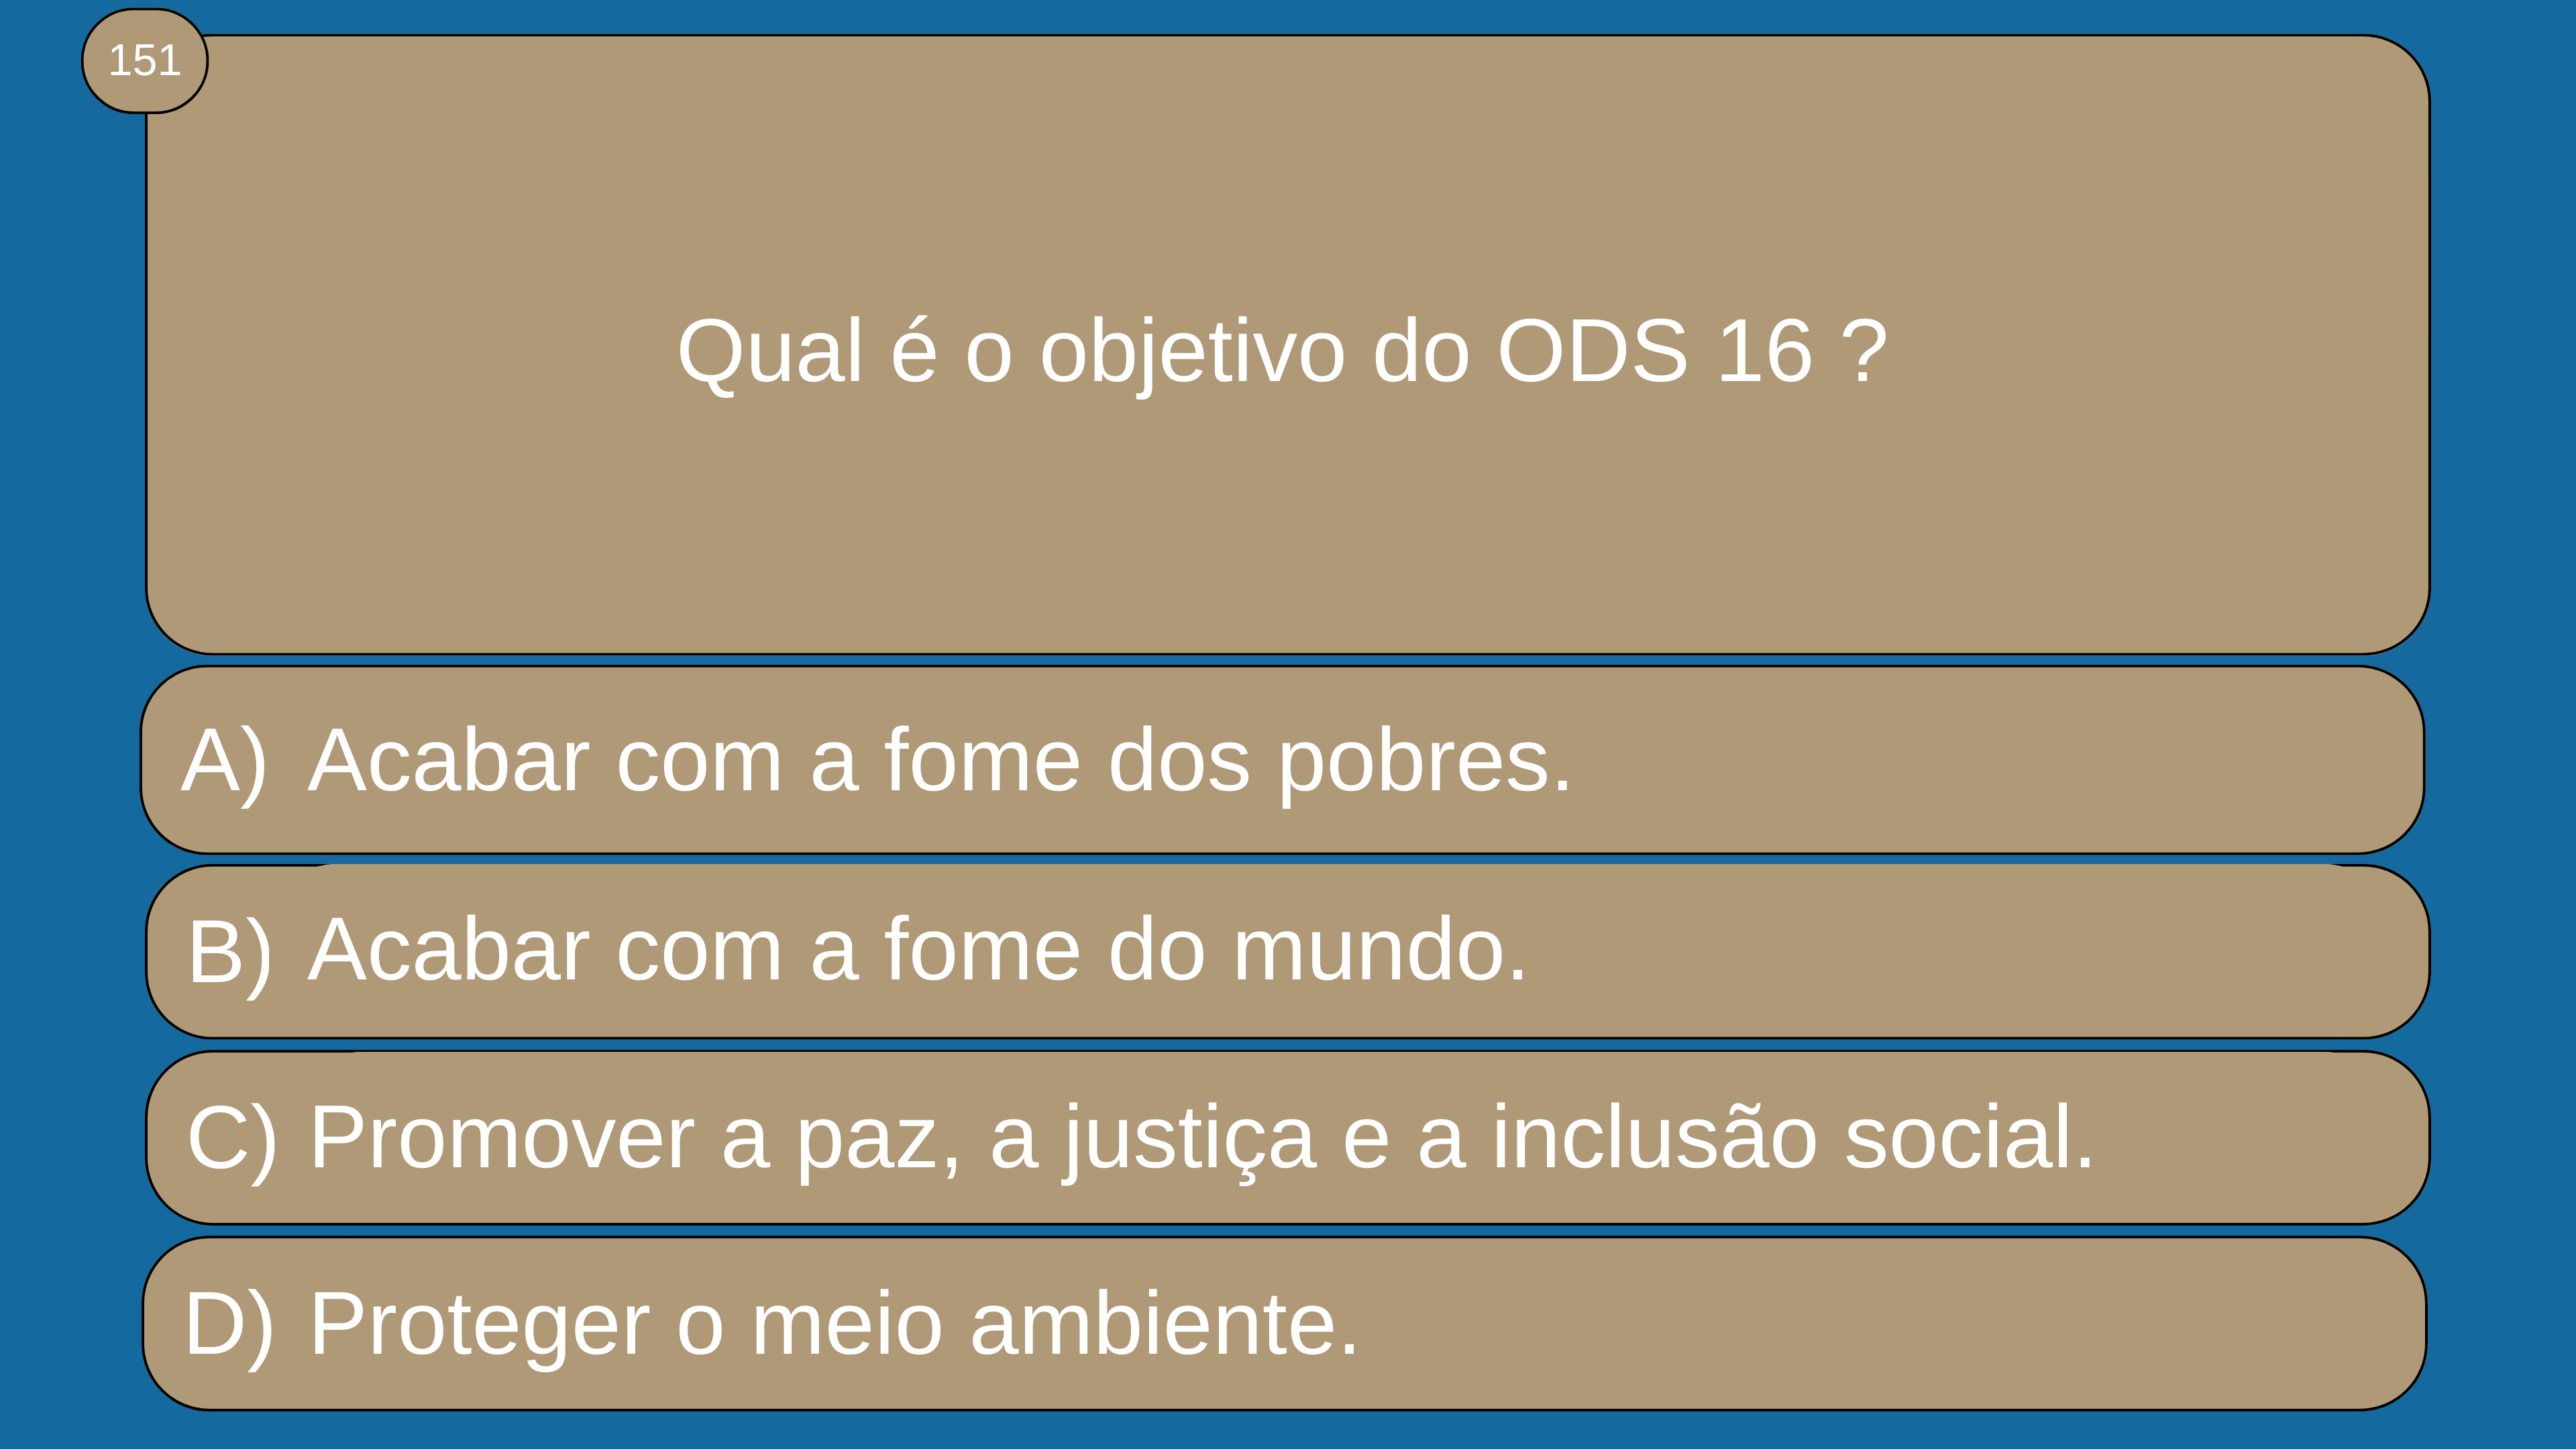 151
Qual é o objetivo do ODS 16 ?
A) Acabar com a fome dos pobres.
B) Acabar com a fome do mundo.
C) Promover a paz, a justiça e a inclusão social.
D) Proteger o meio ambiente.